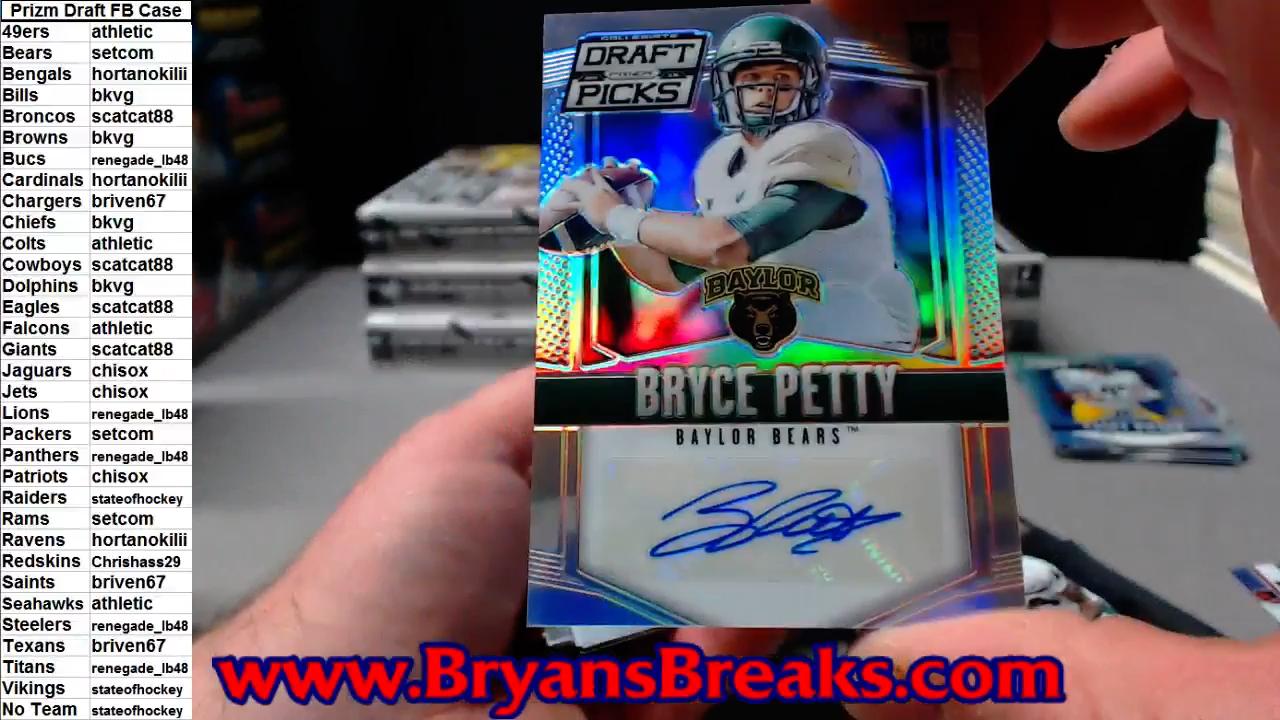 Prizm Draft FB Case
49ers athletic
Bears setcom
Bengals hortanokilii
Bills bkvg
Broncos scatcat88
Browns bkvg
Bucs renegade_lb48
Cardinals hortanokilii
Chargers briven67
Chiefs bkvg
Colts athletic
Cowboys scatcat88
Dolphins bkvg
Eagles scatcat88
Falcons athletic
Giants scatcat88
Jaguars chisox
Jets chisox
Lions renegade_lb48
Packers setcom
Panthers renegade_lb48
Patriots chisox
Raiders stateofhockey
Rams setcom
Ravens hortanokilii
Redskins Chrishass29
Saints briven67
Seahawks athletic
Steelers renegade_lb48
Texans briven67
Titans renegade_lb48
Vikings stateofhockey
No Team stateofhockey
COLLEGIATE
DRAFT
PRIZM
PICKS
BAYLOR
BRYCE PETTY
BAYLOR BEARS™
www.BryansBreaks.com